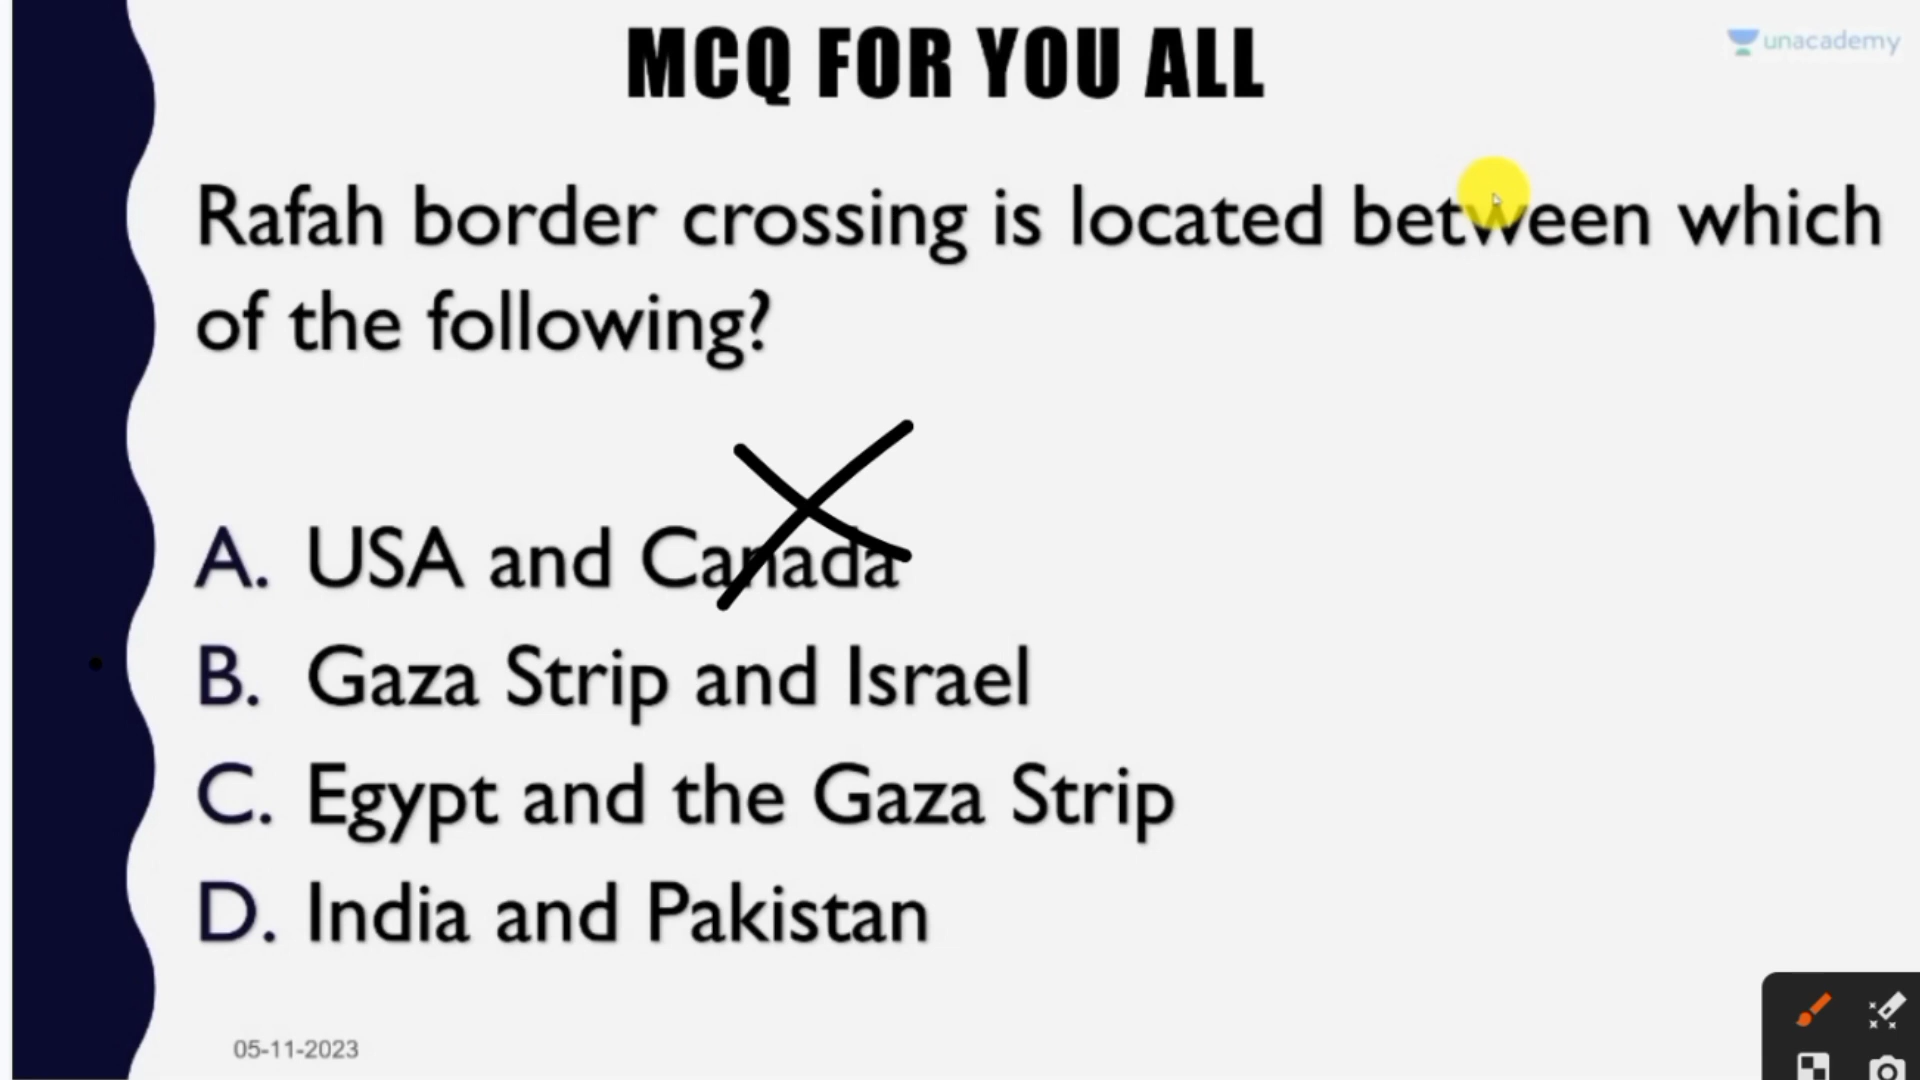 MCQ FOR YOU ALL
unacademy
Rafah border crossing is located between which
of the following?
A. USA and Canada
B. Gaza Strip and Israel
C. Egypt and the Gaza Strip
D. India and Pakistan
05-11-2023